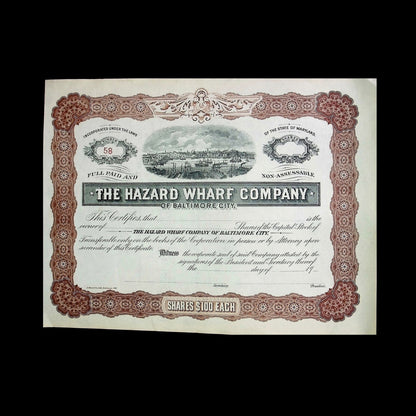 INCORPORATED UNDER THE LAWS
OF THE STATE OF MARYLAND.
58
SHARES
FULL PAID AND
NON-ASSESSABLE
THE HAZARD WHARF COMPANY
OF BALTIMORE CITY.
This Certifies, that is the
owner of Shares of the Capital Stock of
THE HAZARD WHARF COMPANY OF BALTIMORE CITY.
Transferable only on the books of the Corporation in person or by Attorney upon
surrender of this Certificate.
Witness the corporate seal of said Company attested by the
signatures of the President and Secretary thereof
the day of 19
Secretary. President.
SHARES $100 EACH